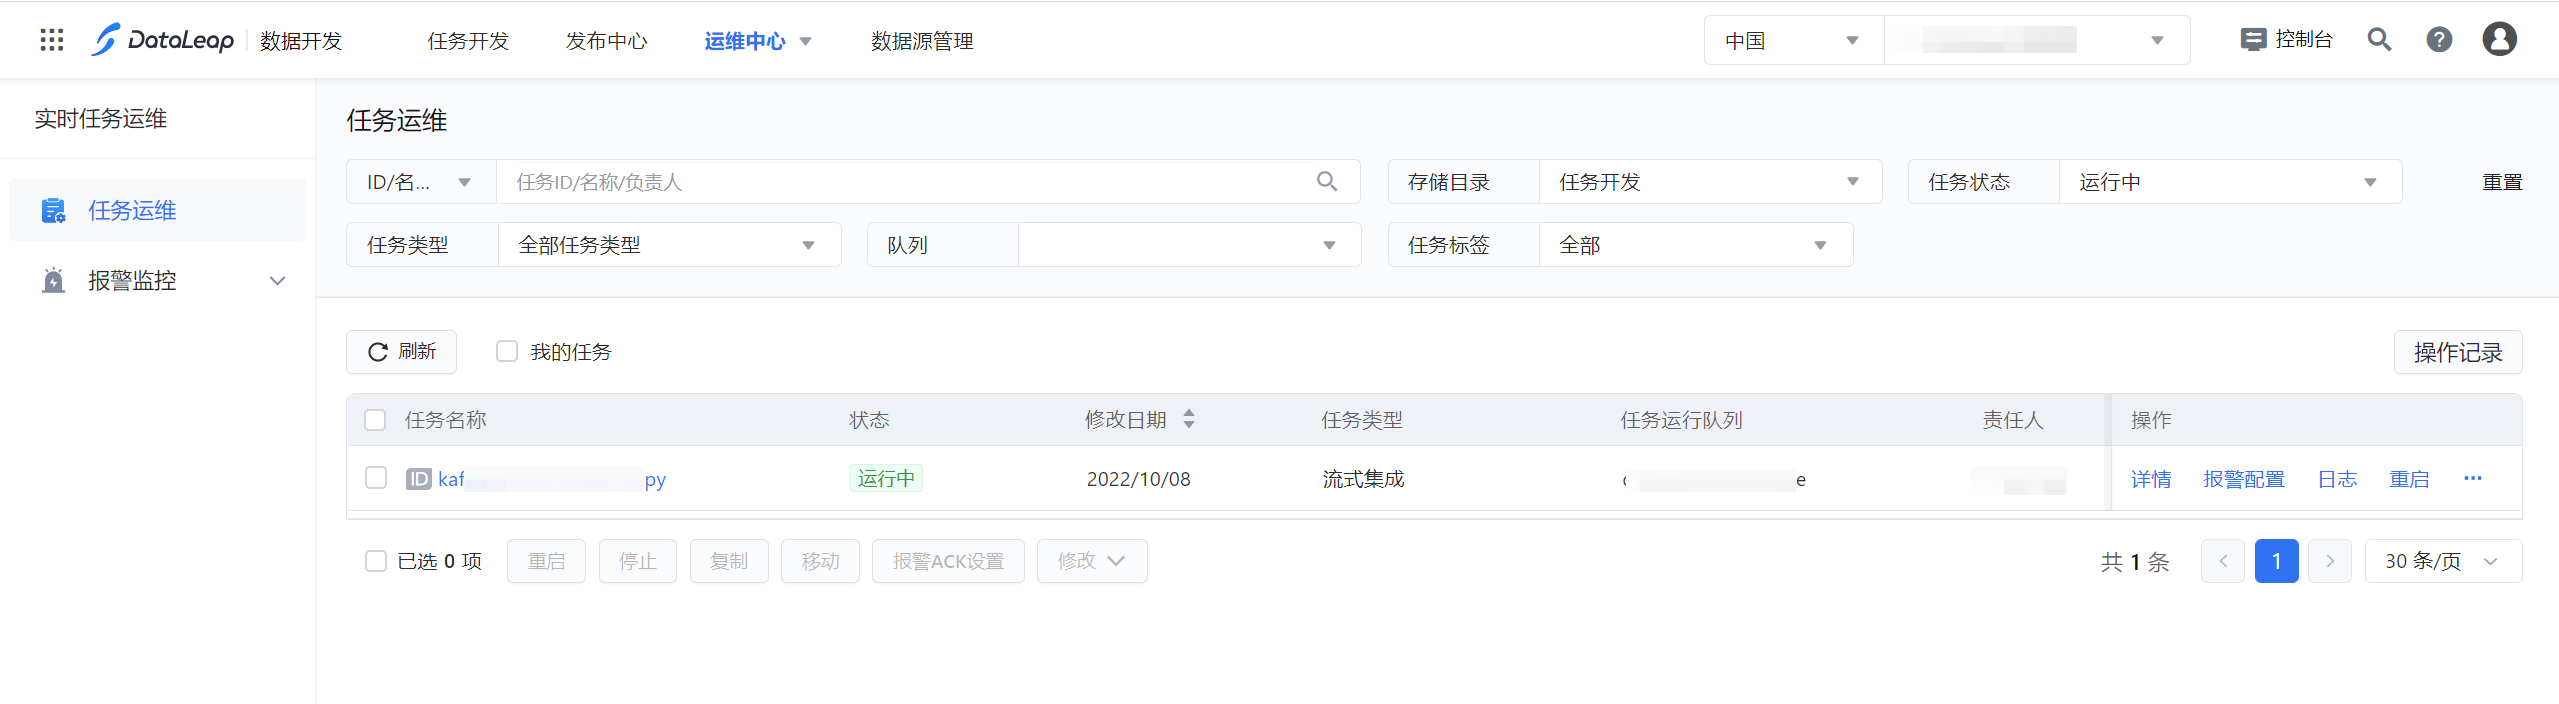 DataLeap 数据开发 任务开发 发布中心 运维中心 数据源管理 中国 控制台
实时任务运维
任务运维
报警监控
任务运维
ID/名... 任务ID/名称/负责人 存储目录 任务开发 任务状态 运行中 重置
任务类型 全部任务类型 队列 任务标签 全部
刷新 我的任务 操作记录
任务名称 状态 修改日期 任务类型 任务运行队列 责任人 操作
ID kaf py 运行中 2022/10/08 流式集成 e 详情 报警配置 日志 重启 ···
已选 0 项 重启 停止 复制 移动 报警ACK设置 修改 共 1 条 1 30 条/页